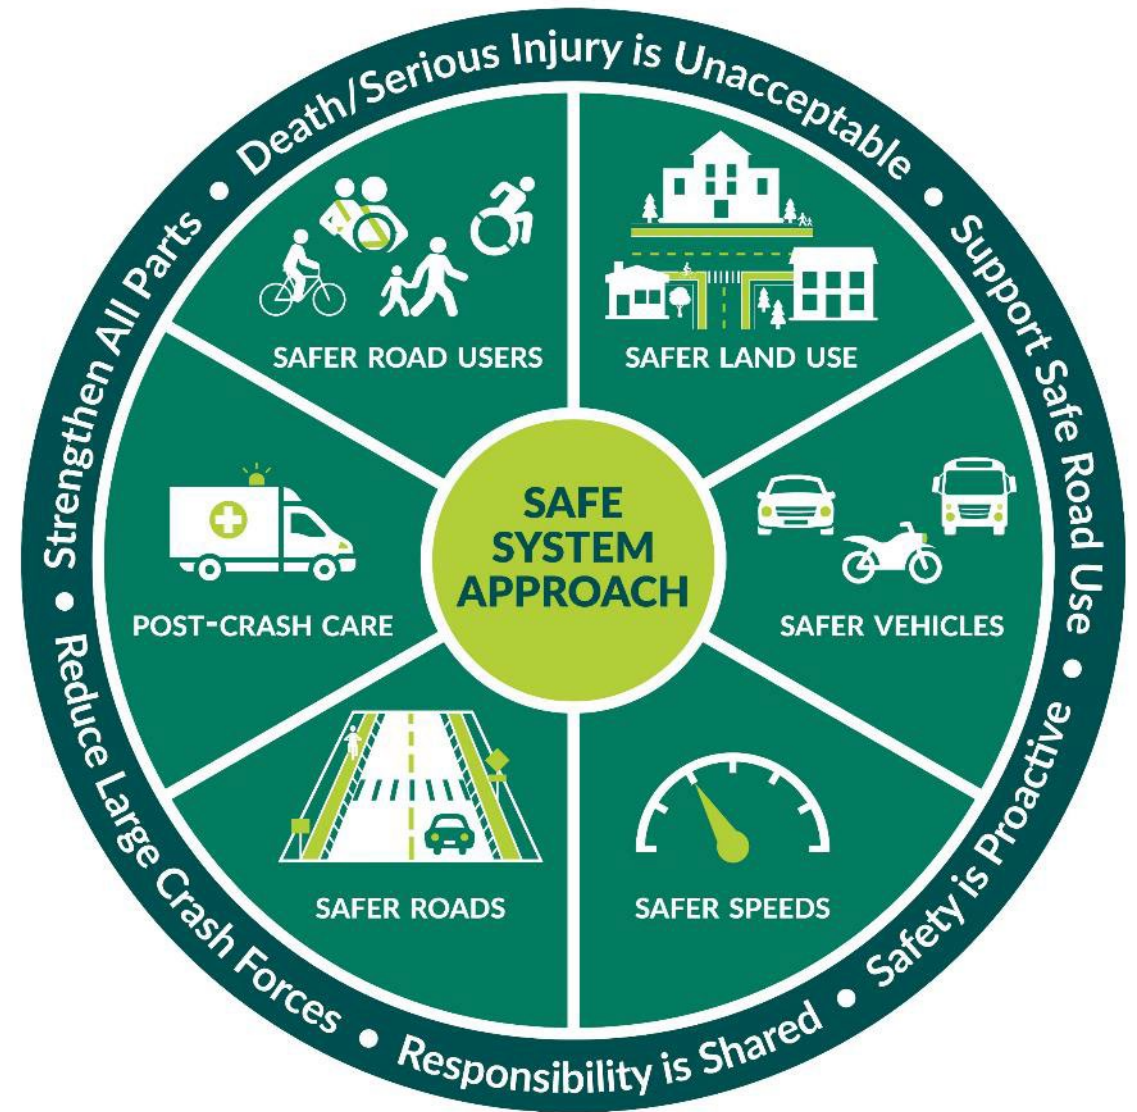 Death/Serious Injury is Unacceptable
Support Safe Road Use
Safety is Proactive
Responsibility is Shared
Reduce Large Crash Forces
Strengthen All Parts
SAFER ROAD USERS
SAFER LAND USE
SAFE
SYSTEM
APPROACH
POST-CRASH CARE
SAFER VEHICLES
SAFER ROADS
SAFER SPEEDS